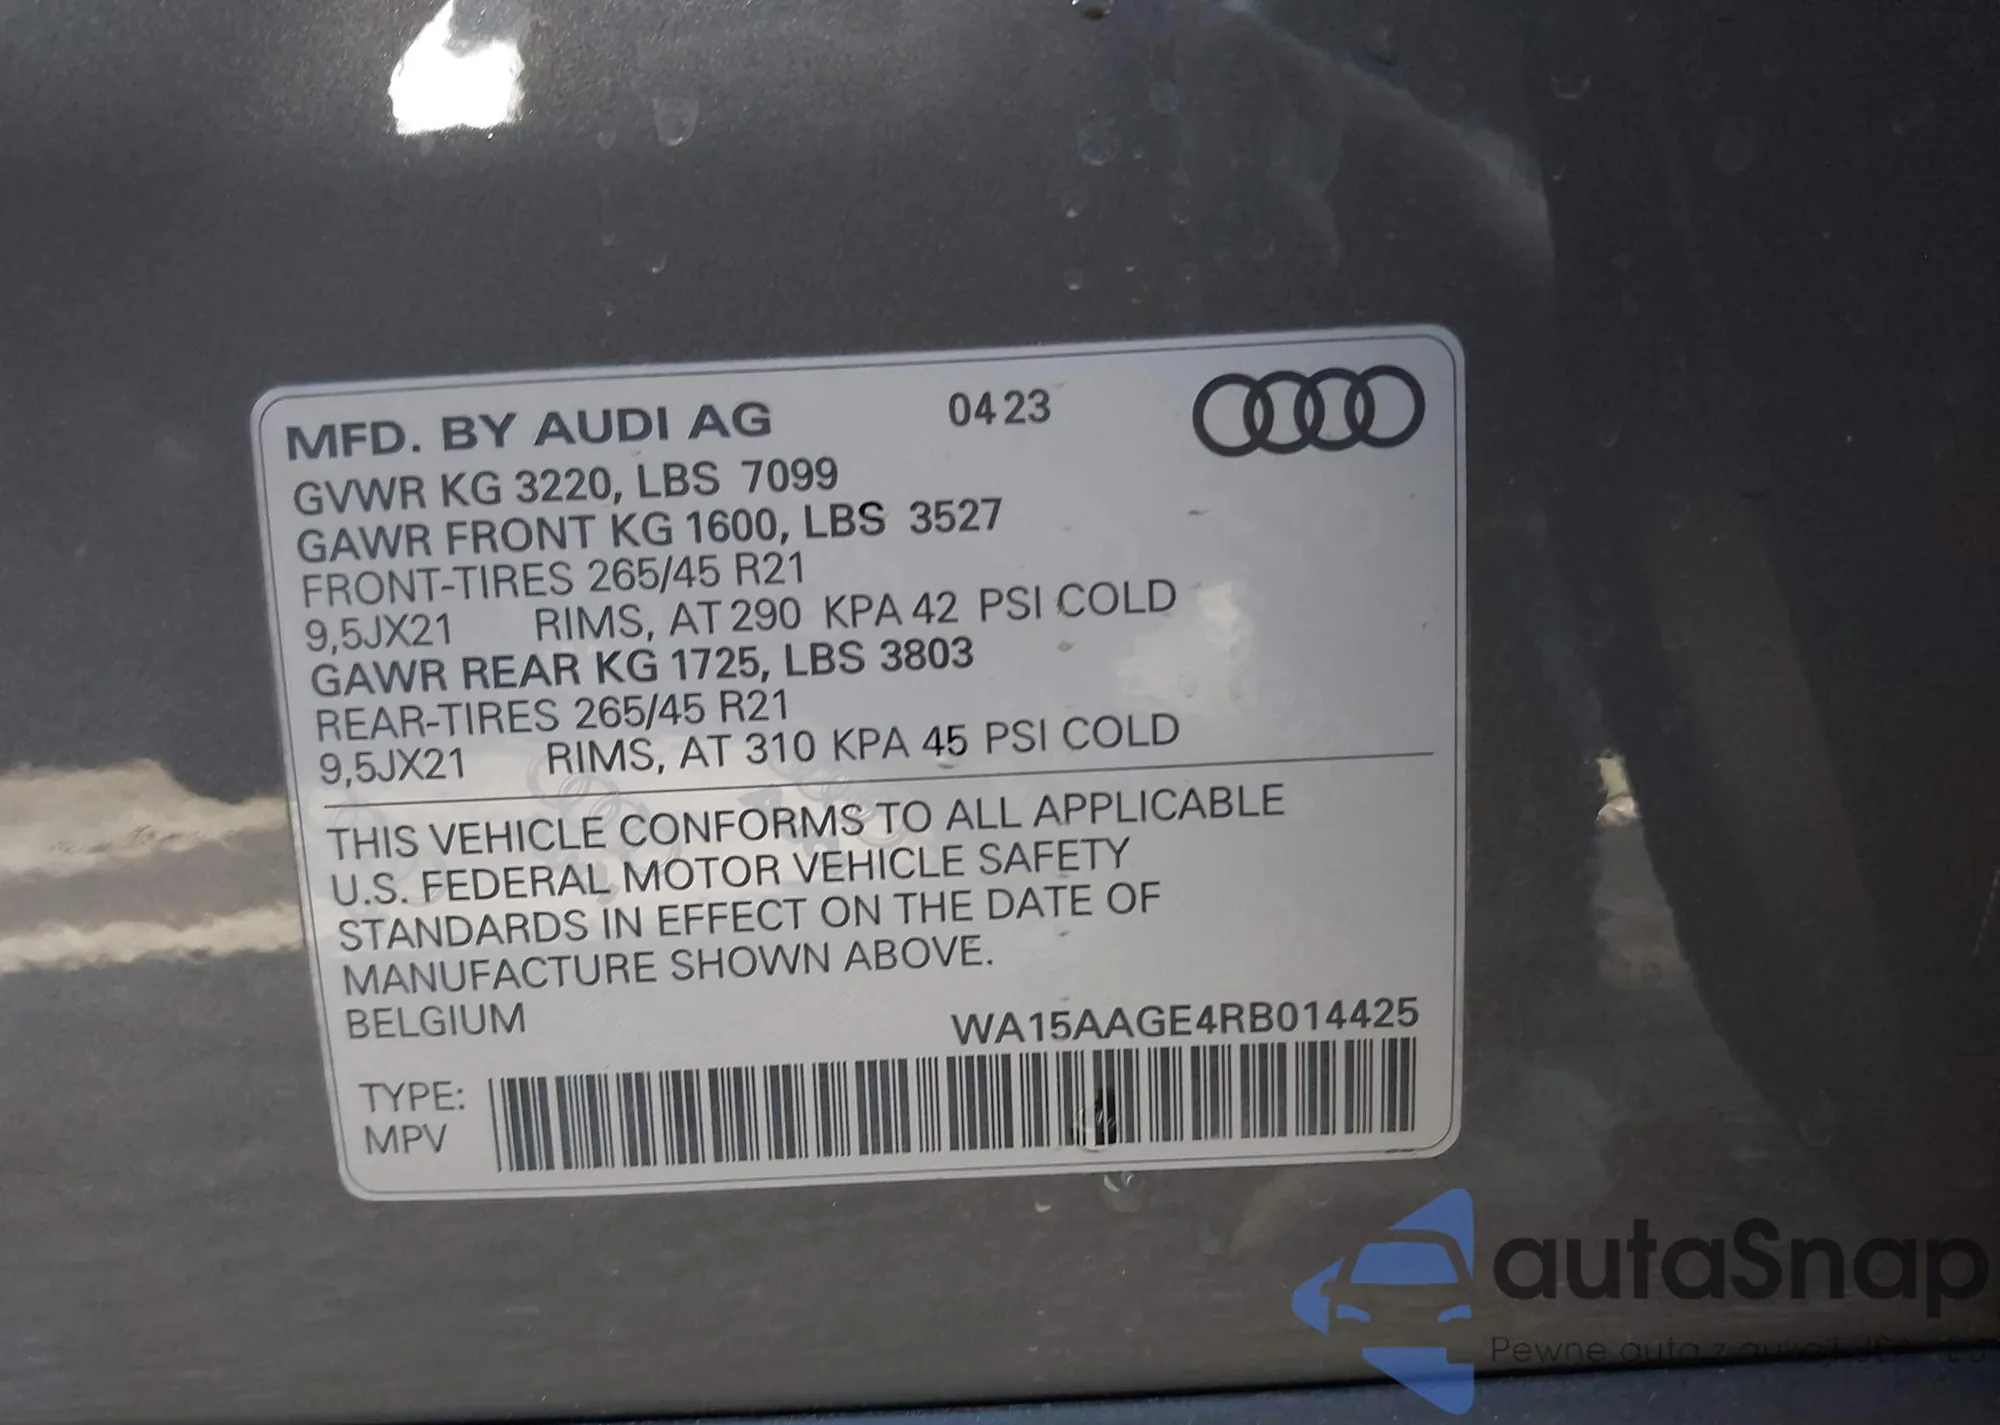 MFD. BY AUDI AG 0423
GVWR KG 3220, LBS 7099
GAWR FRONT KG 1600, LBS 3527
FRONT-TIRES 265/45 R21
9,5JX21 RIMS, AT 290 KPA 42 PSI COLD
GAWR REAR KG 1725, LBS 3803
REAR-TIRES 265/45 R21
9,5JX21 RIMS, AT 310 KPA 45 PSI COLD
THIS VEHICLE CONFORMS TO ALL APPLICABLE
U.S. FEDERAL MOTOR VEHICLE SAFETY
STANDARDS IN EFFECT ON THE DATE OF
MANUFACTURE SHOWN ABOVE.
BELGIUM WA15AAGE4RB014425
TYPE:
MPV
autaSnap
Pewne auto z aukcji